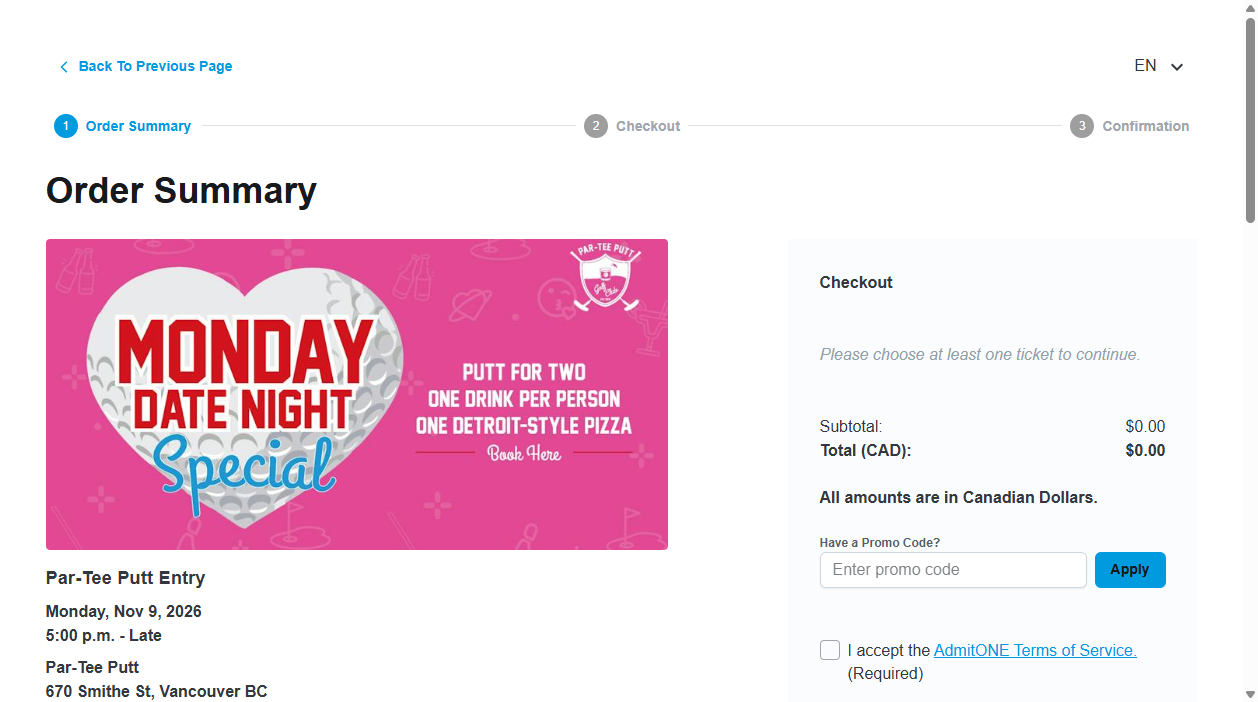 Back To Previous Page
EN
1 Order Summary
2 Checkout
3 Confirmation
Order Summary
PAR-TEE PUTT
Golf Club
MONDAY
DATE NIGHT
Special
PUTT FOR TWO
ONE DRINK PER PERSON
ONE DETROIT-STYLE PIZZA
Book Here
Par-Tee Putt Entry
Monday, Nov 9, 2026
5:00 p.m. - Late
Par-Tee Putt
670 Smithe St, Vancouver BC
Checkout
Please choose at least one ticket to continue.
Subtotal: $0.00
Total (CAD): $0.00
All amounts are in Canadian Dollars.
Have a Promo Code?
Enter promo code
Apply
I accept the AdmitONE Terms of Service.
(Required)